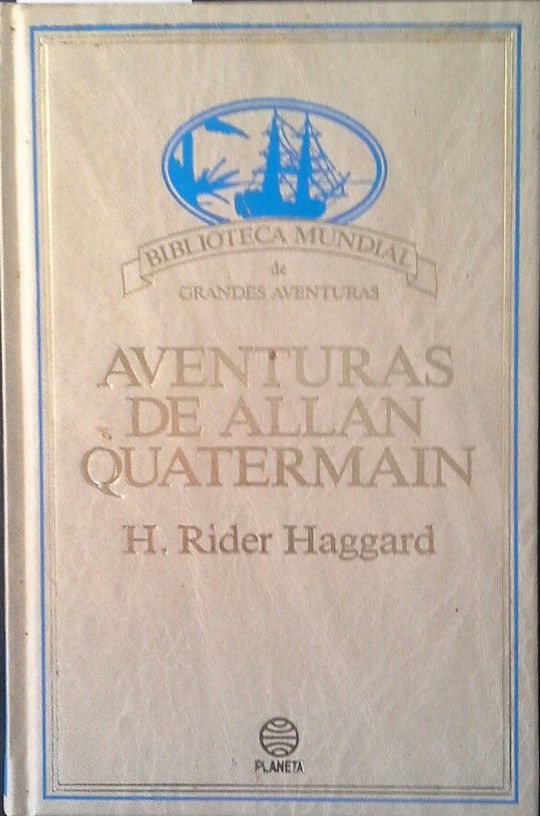 BIBLIOTECA MUNDIAL
de
GRANDES AVENTURAS
AVENTURAS
DE ALLAN
QUATERMAIN
H. Rider Haggard
PLANETA